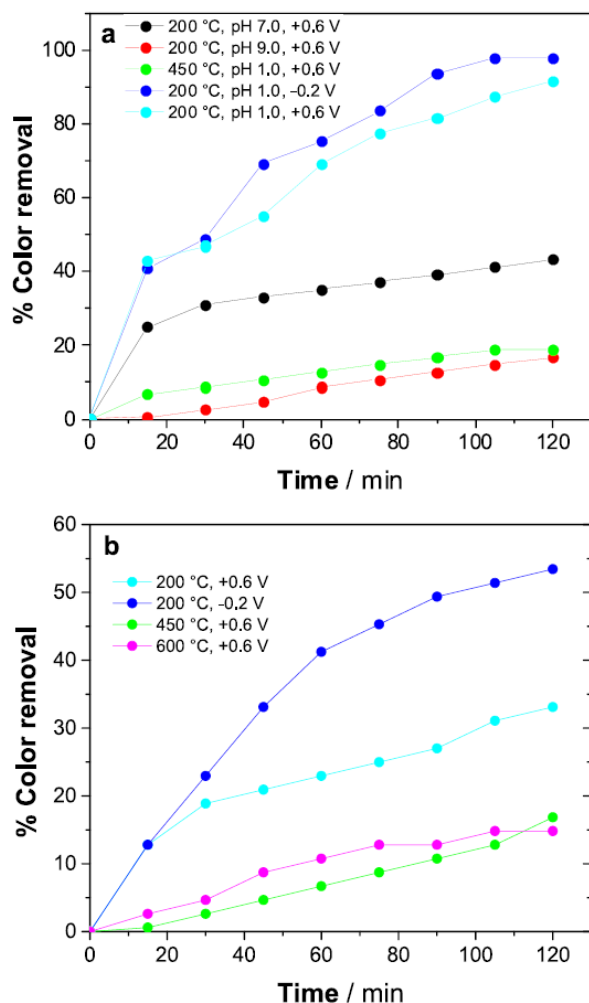 a
200 °C, pH 7.0, +0.6 V
200 °C, pH 9.0, +0.6 V
450 °C, pH 1.0, +0.6 V
200 °C, pH 1.0, −0.2 V
200 °C, pH 1.0, +0.6 V
100
80
60
40
20
0
% Color removal
0 20 40 60 80 100 120
Time / min
b
200 °C, +0.6 V
200 °C, -0.2 V
450 °C, +0.6 V
600 °C, +0.6 V
60
50
40
30
20
10
0
% Color removal
0 20 40 60 80 100 120
Time / min